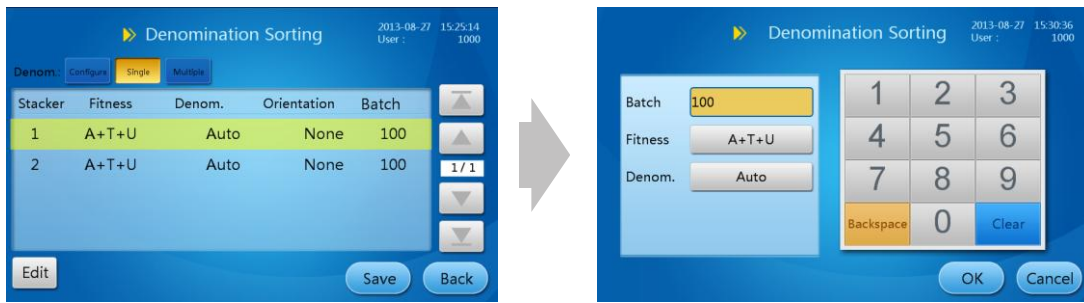 Denomination Sorting
2013-08-27 15:25:14
User : 1000
Denom.: Configure Single Multiple
Stacker Fitness Denom. Orientation Batch
1 A+T+U Auto None 100
2 A+T+U Auto None 100
1/1
Edit
Save Back
Denomination Sorting
2013-08-27 15:30:36
User : 1000
Batch 100
Fitness A+T+U
Denom. Auto
1 2 3
4 5 6
7 8 9
Backspace 0 Clear
OK Cancel